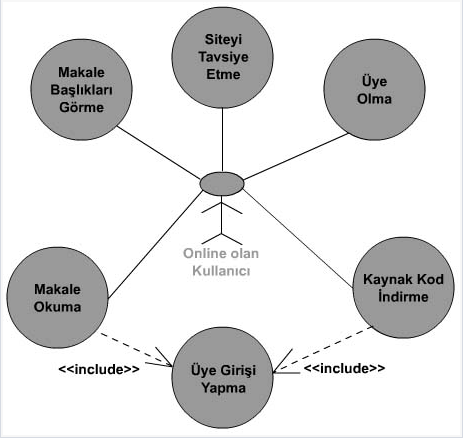 Siteyi
Tavsiye
Etme
Makale
Başlıkları
Görme
Üye
Olma
Online olan
Kullanıcı
Makale
Okuma
Kaynak Kod
İndirme
<<include>>
<<include>>
Üye Girişi
Yapma